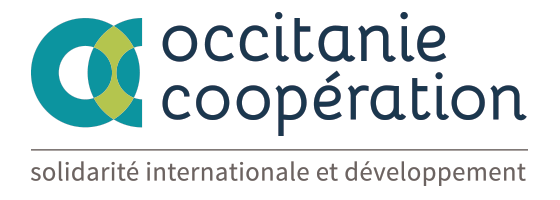 occitanie
coopération
solidarité internationale et développement